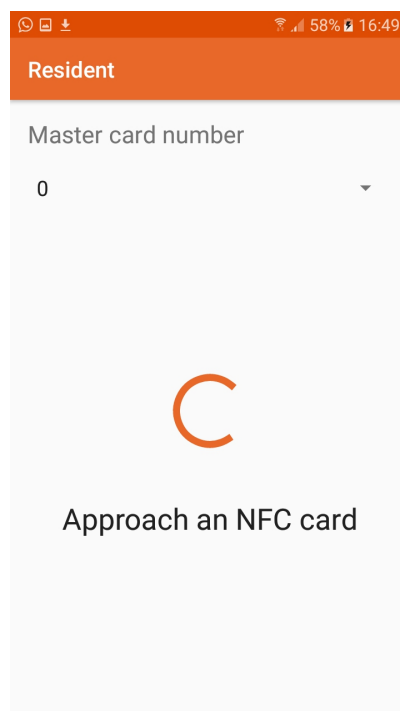 58% 16:49
Resident
Master card number
0
Approach an NFC card